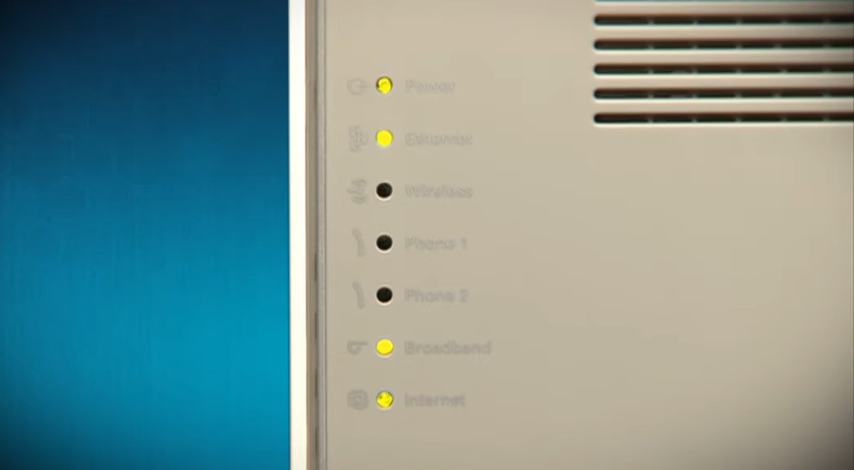 Power
Ethernet
Wireless
Phone 1
Phone 2
Broadband
Internet